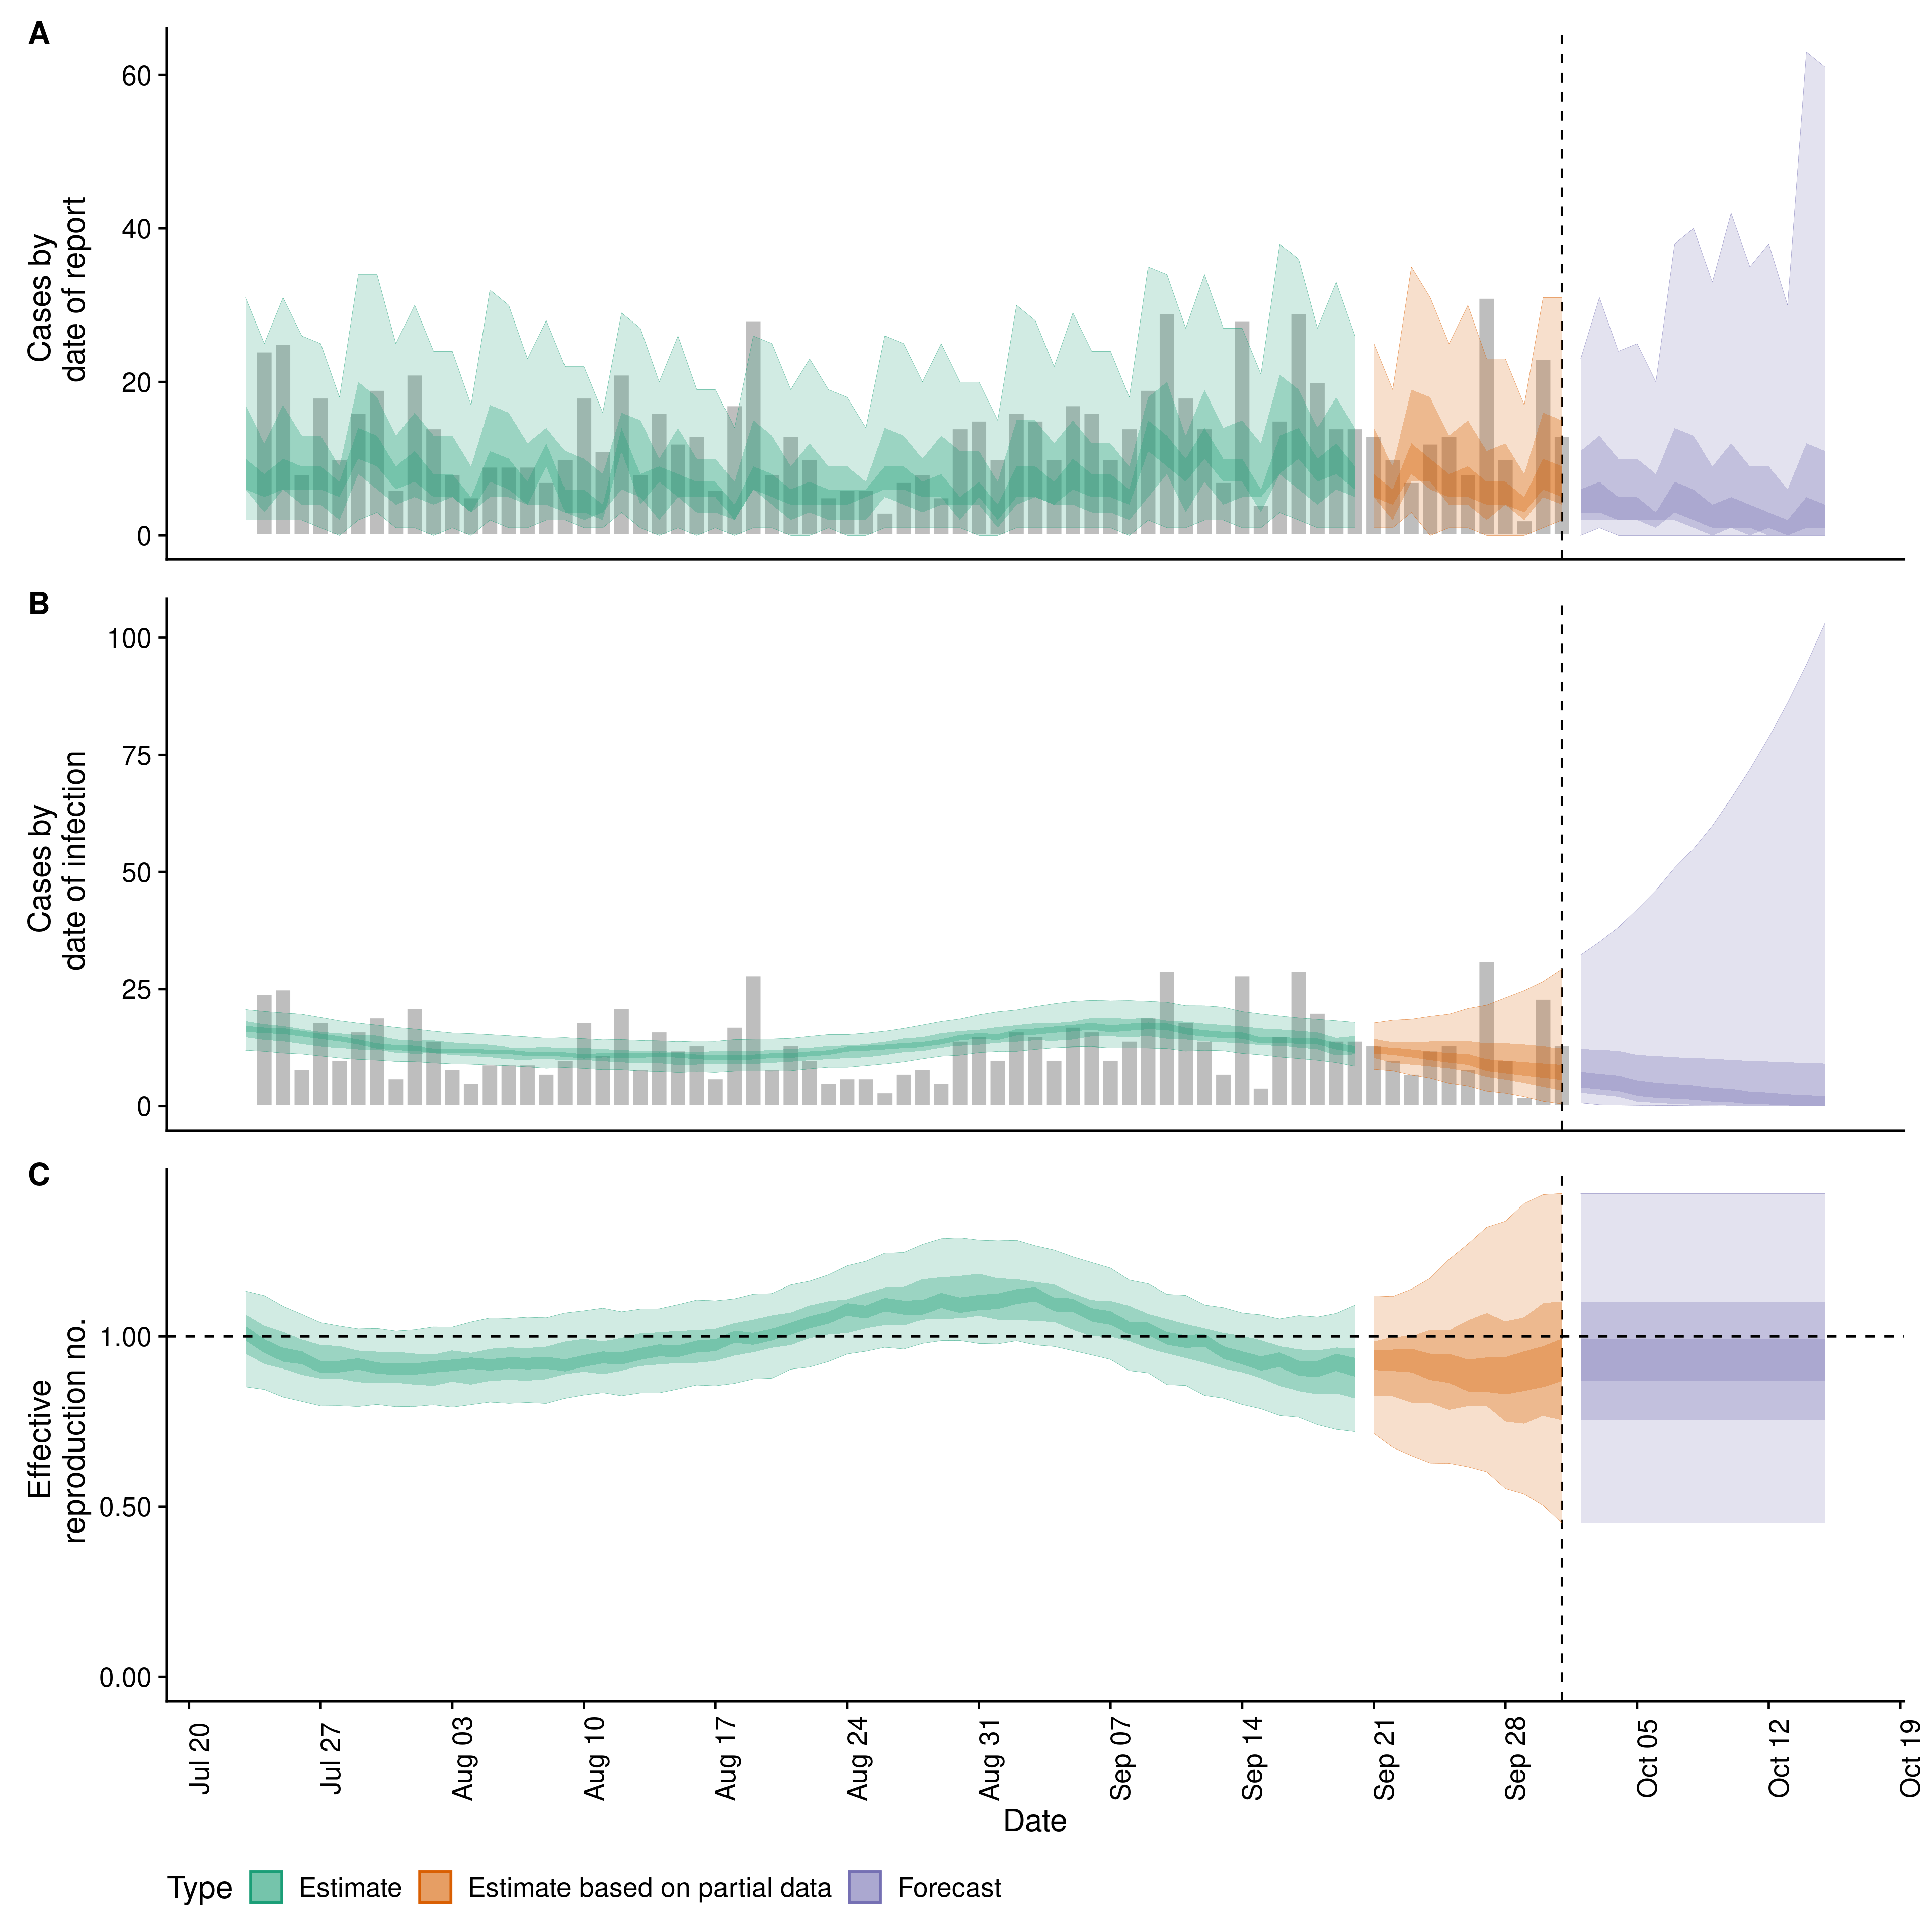 A
60
40
20
0
Cases by
date of report
B
100
75
50
25
0
Cases by
date of infection
C
1.00
0.50
0.00
Effective
reproduction no.
Jul 20
Jul 27
Aug 03
Aug 10
Aug 17
Aug 24
Aug 31
Sep 07
Sep 14
Sep 21
Sep 28
Oct 05
Oct 12
Oct 19
Date
Type Estimate Estimate based on partial data Forecast